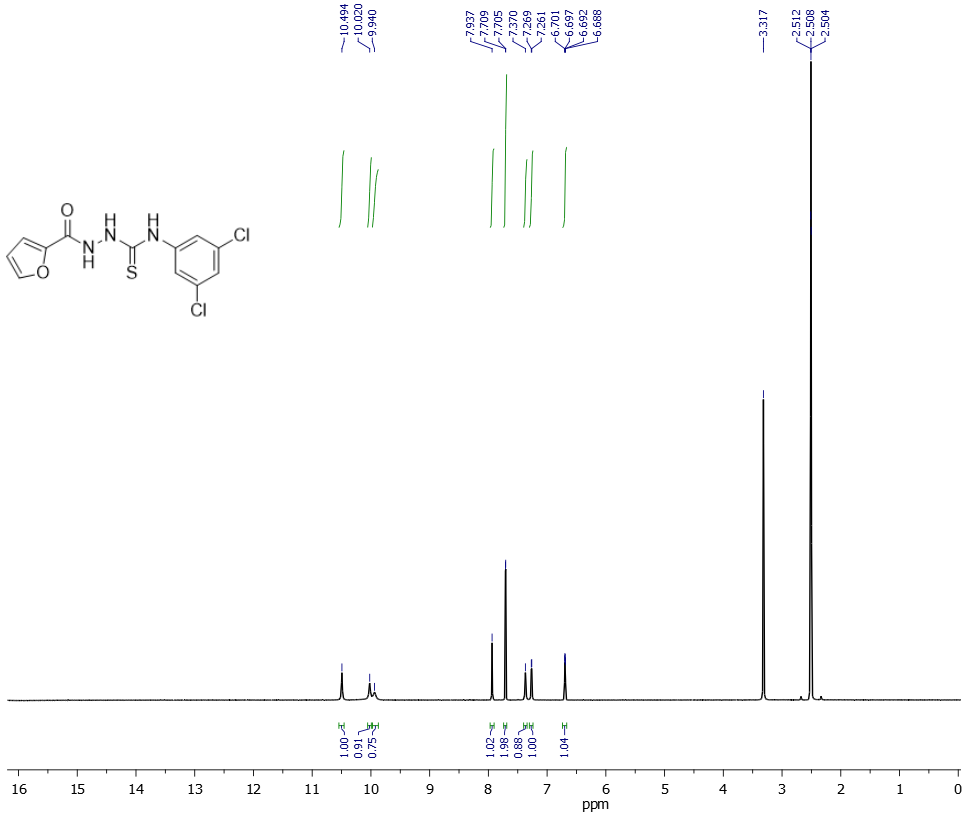 10.494
10.020
9.940
7.937
7.709
7.705
7.370
7.269
7.261
6.701
6.697
6.692
6.688
3.317
2.512
2.508
2.504
O
H
N
H
N
N
H
S
O
Cl
Cl
1.00
0.91
0.75
1.02
1.98
0.88
1.00
1.04
16 15 14 13 12 11 10 9 8 7 6 5 4 3 2 1 0
ppm